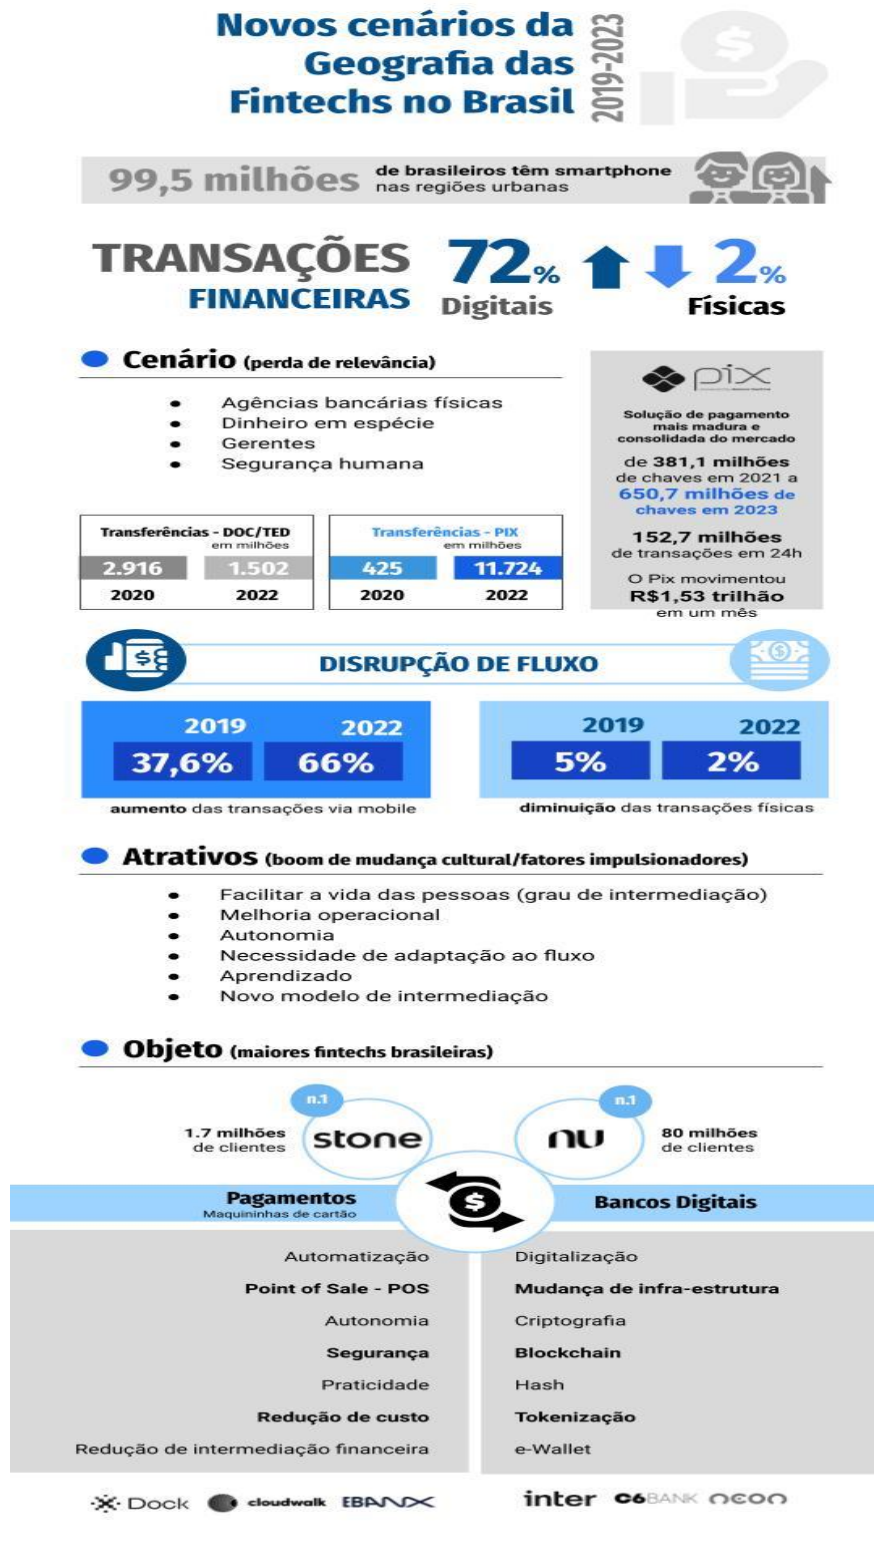 Novos cenários da
Geografia das
Fintechs no Brasil
2019-2023
99,5 milhões
de brasileiros têm smartphone
nas regiões urbanas
TRANSAÇÕES
FINANCEIRAS
72%
Digitais
2%
Físicas
Cenário (perda de relevância)
Agências bancárias físicas
Dinheiro em espécie
Gerentes
Segurança humana
pix
Solução de pagamento
mais madura e
consolidada do mercado
de 381,1 milhões
de chaves em 2021 a
650,7 milhões de
chaves em 2023
152,7 milhões
de transações em 24h
O Pix movimentou
R$1,53 trilhão
em um mês
Transferências - DOC/TED
em milhões
2.916 1.502
2020 2022
Transferências - PIX
em milhões
425 11.724
2020 2022
DISRUPÇÃO DE FLUXO
2019 2022
37,6% 66%
aumento das transações via mobile
2019 2022
5% 2%
diminuição das transações físicas
Atrativos (boom de mudança cultural/fatores impulsionadores)
Facilitar a vida das pessoas (grau de intermediação)
Melhoria operacional
Autonomia
Necessidade de adaptação ao fluxo
Aprendizado
Novo modelo de intermediação
Objeto (maiores fintechs brasileiras)
n.1
1.7 milhões
de clientes
stone
n.1
nu
80 milhões
de clientes
Pagamentos
Maquininhas de cartão
Bancos Digitais
Automatização
Point of Sale - POS
Autonomia
Segurança
Praticidade
Redução de custo
Redução de intermediação financeira
Digitalização
Mudança de infra-estrutura
Criptografia
Blockchain
Hash
Tokenização
e-Wallet
Dock cloudwalk EBANX
inter C6BANK neon